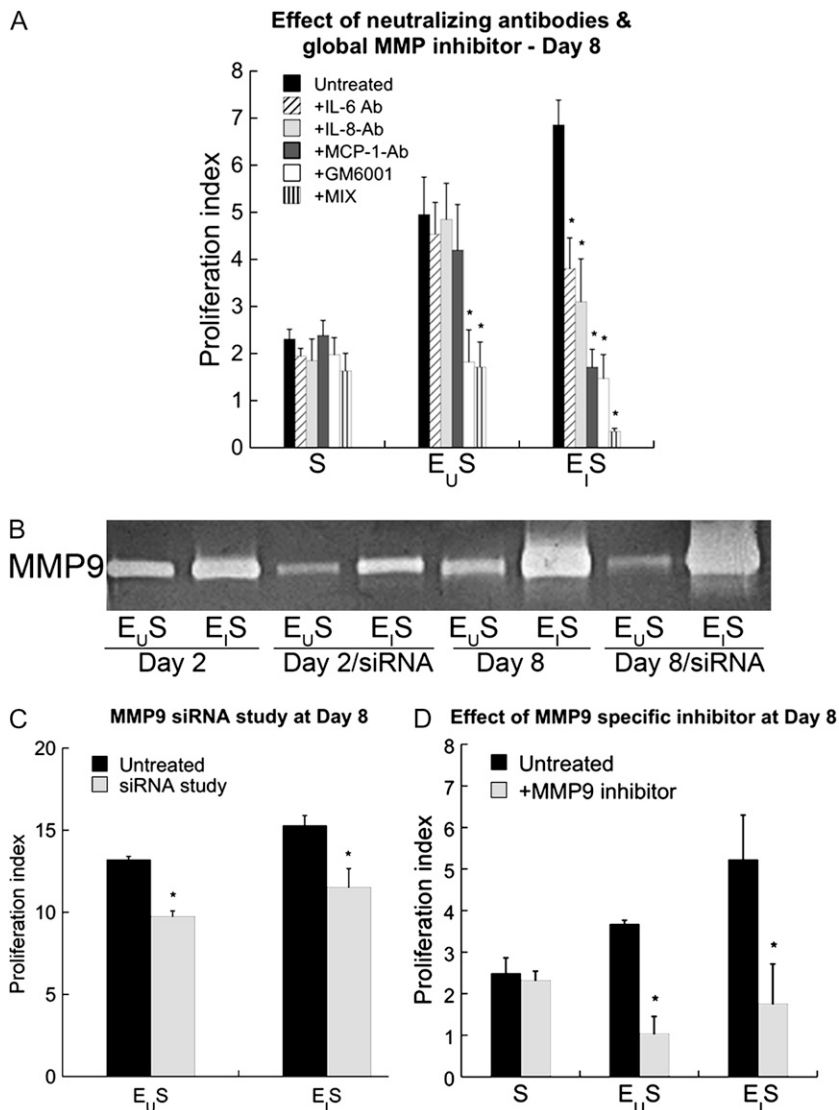 A
Effect of neutralizing antibodies &
global MMP inhibitor - Day 8
Proliferation index
8
7
6
5
4
3
2
1
0
Untreated
+IL-6 Ab
+IL-8-Ab
+MCP-1-Ab
+GM6001
+MIX
* *
* * * * *
S EUS EIS
B
MMP9
EUS EIS EUS EIS EUS EIS EUS EIS
Day 2 Day 2/siRNA Day 8 Day 8/siRNA
C
MMP9 siRNA study at Day 8
Proliferation index
20
15
10
5
0
Untreated
siRNA study
* *
EUS EIS
D
Effect of MMP9 specific inhibitor at Day 8
Proliferation index
8
7
6
5
4
3
2
1
0
Untreated
+MMP9 inhibitor
* *
S EUS EIS